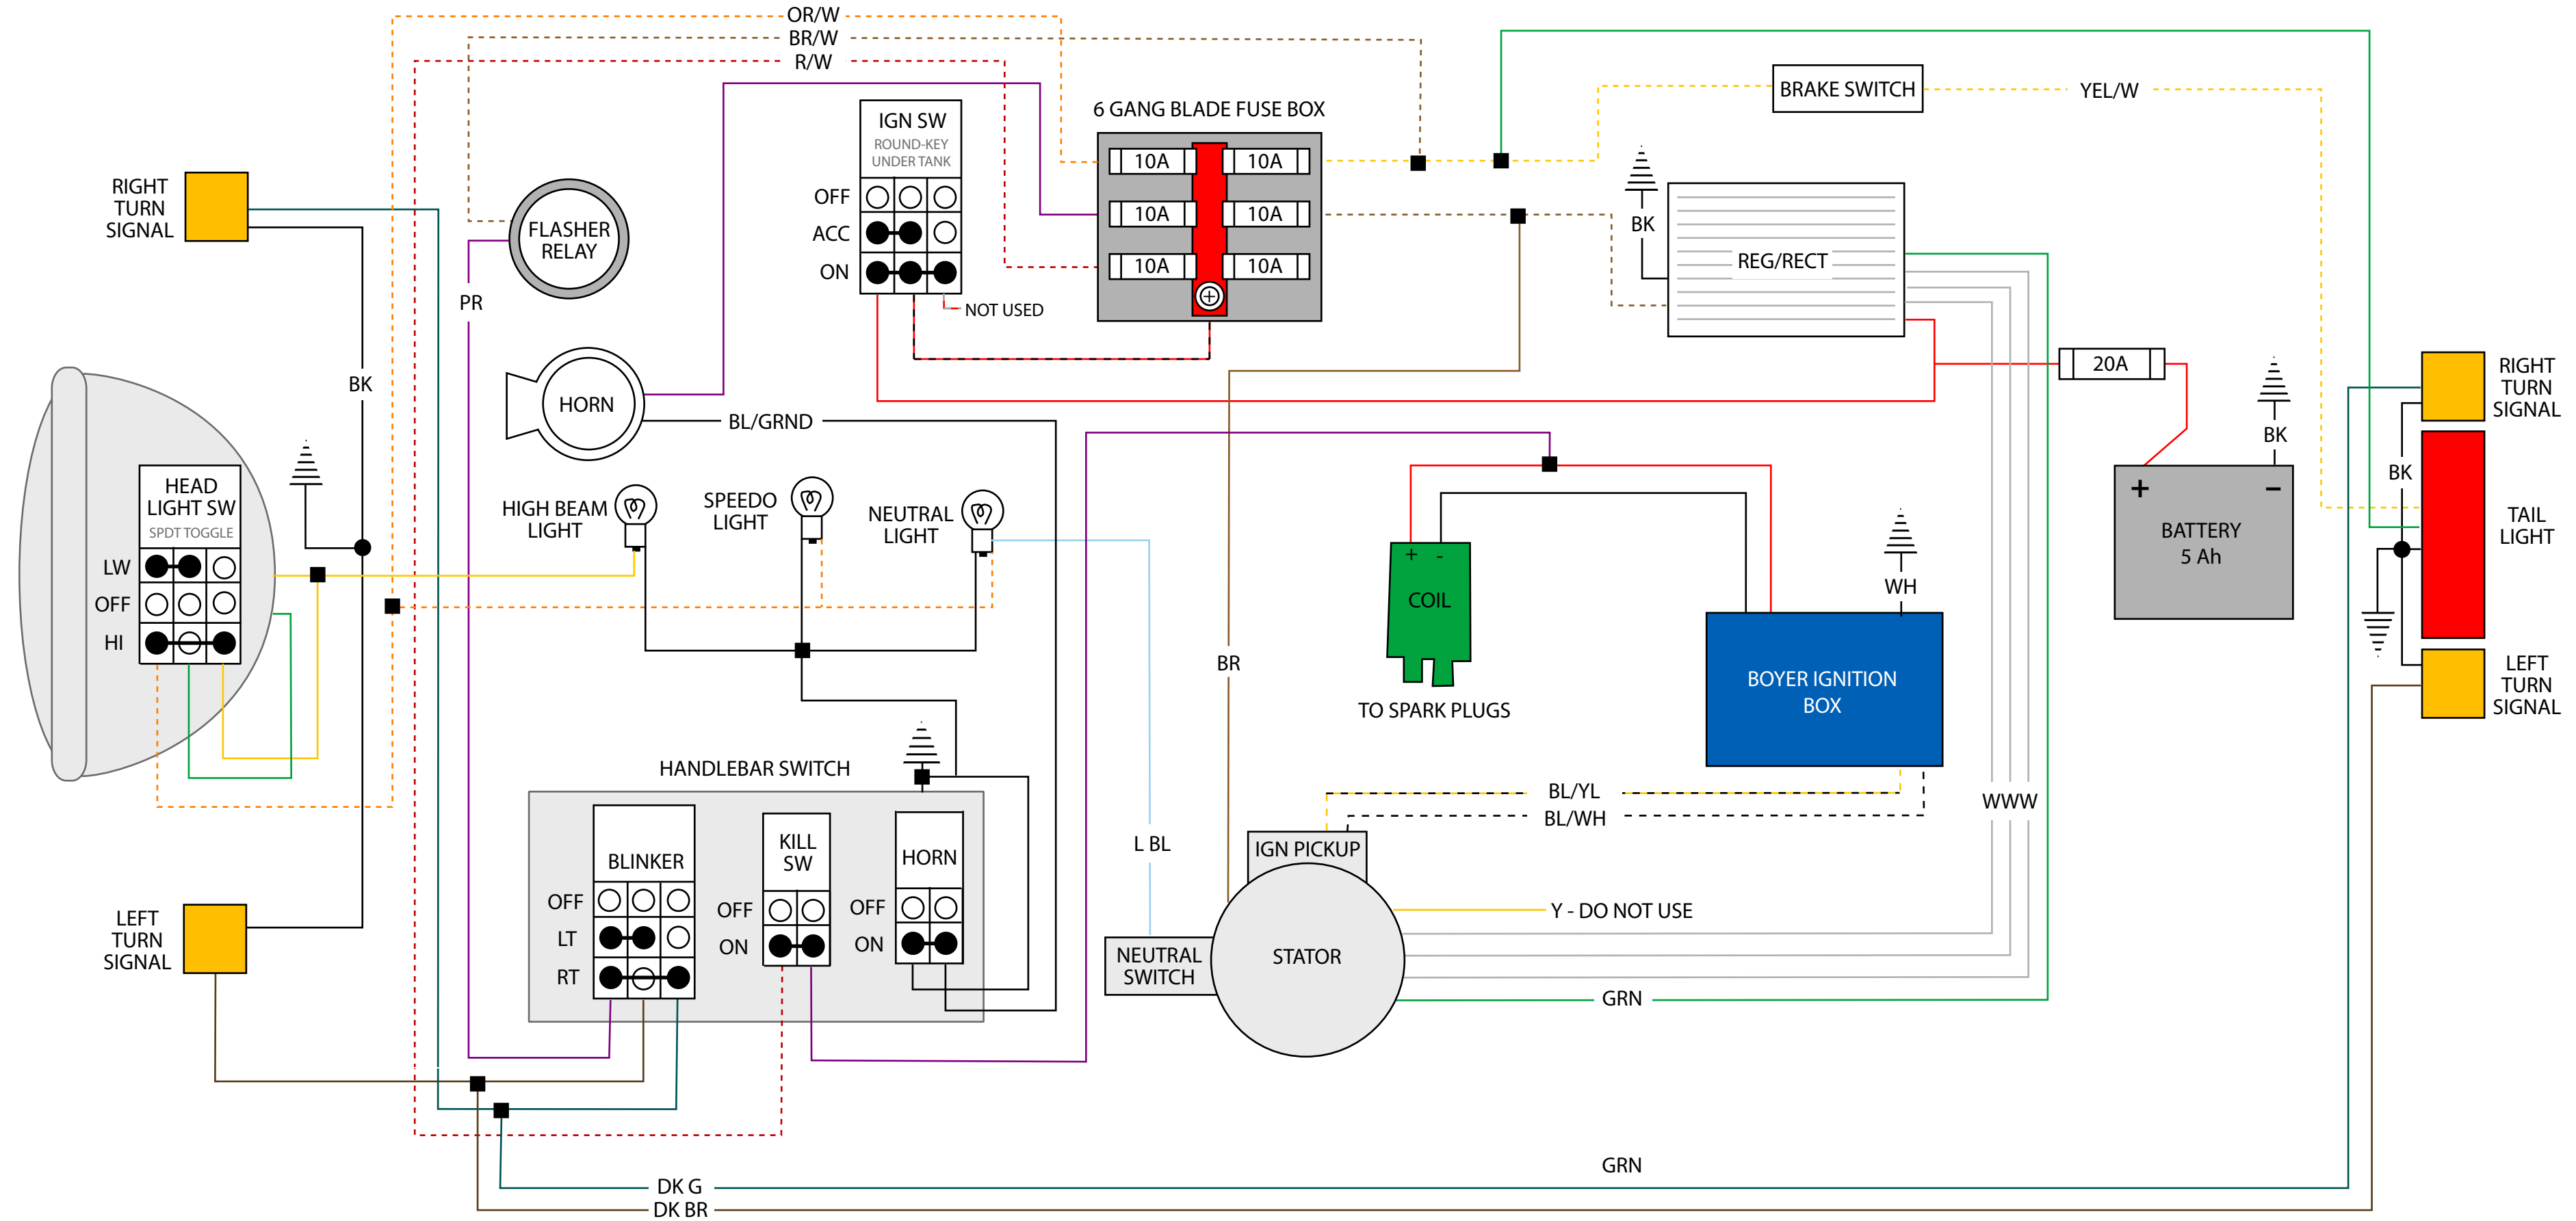 OR/W
BR/W
R/W
6 GANG BLADE FUSE BOX
BRAKE SWITCH
YEL/W
IGN SW
ROUND-KEY
UNDER TANK
OFF
ACC
ON
NOT USED
10A
10A
10A
10A
10A
10A
RIGHT
TURN
SIGNAL
FLASHER
RELAY
PR
BK
REG/RECT
BK
20A
RIGHT
TURN
SIGNAL
BK
HORN
BL/GRND
BK
HEAD
LIGHT SW
SPDT TOGGLE
LW
OFF
HI
HIGH BEAM
LIGHT
SPEEDO
LIGHT
NEUTRAL
LIGHT
+ -
COIL
TO SPARK PLUGS
WH
+ −
BATTERY
5 Ah
TAIL
LIGHT
BR
BOYER IGNITION
BOX
LEFT
TURN
SIGNAL
HANDLEBAR SWITCH
BLINKER
OFF
LT
RT
KILL
SW
OFF
ON
HORN
OFF
ON
L BL
BL/YL
BL/WH
WWW
IGN PICKUP
Y - DO NOT USE
STATOR
NEUTRAL
SWITCH
GRN
LEFT
TURN
SIGNAL
GRN
DK G
DK BR